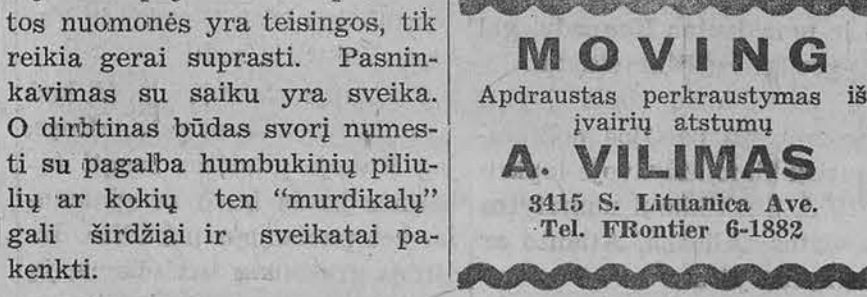 tos nuomonės yra teisingos, tik
reikia gerai suprasti. Pasnin-
kavimas su saiku yra sveika.
O dirbtinas būdas svorį numes-
ti su pagalba humbukinių piliu-
lių ar kokių ten “murdikalų”
gali širdžiai ir sveikatai pa-
kenkti.
MOVING
Apdraustas perkraustymas iš
įvairių atstumų
A. VILIMAS
3415 S. Lituanica Ave.
Tel. FRontier 6-1882